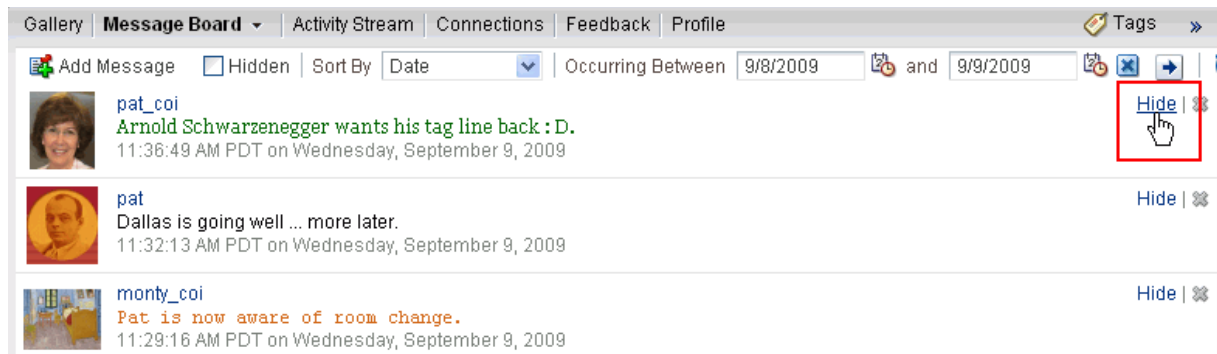 Gallery Message Board Activity Stream Connections Feedback Profile Tags »
Add Message Hidden Sort By Date Occurring Between 9/8/2009 and 9/9/2009
pat_coi Hide |
Arnold Schwarzenegger wants his tag line back : D.
11:36:49 AM PDT on Wednesday, September 9, 2009
pat Hide |
Dallas is going well ... more later.
11:32:13 AM PDT on Wednesday, September 9, 2009
monty_coi Hide |
Pat is now aware of room change.
11:29:16 AM PDT on Wednesday, September 9, 2009